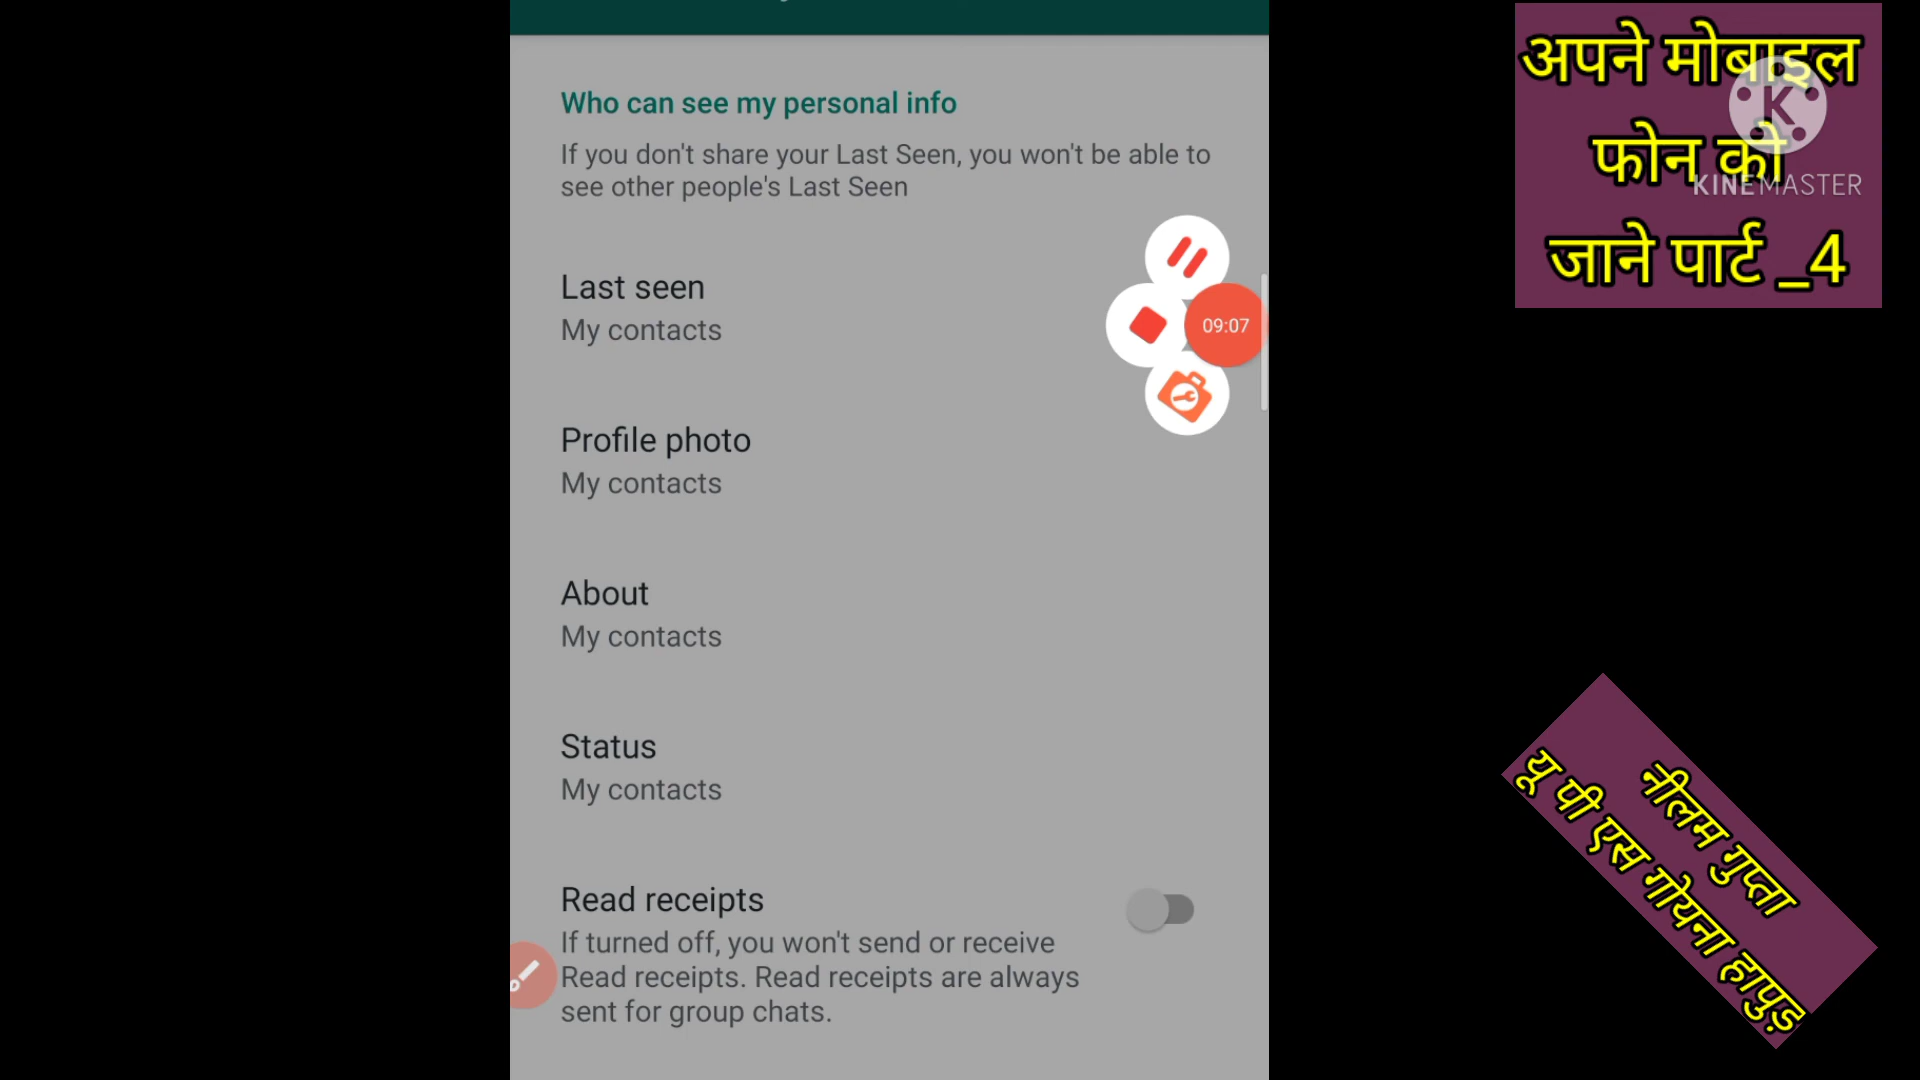 Who can see my personal info
If you don't share your Last Seen, you won't be able to
see other people's Last Seen
Last seen
My contacts
09:07
Profile photo
My contacts
About
My contacts
Status
My contacts
Read receipts
If turned off, you won't send or receive
Read receipts. Read receipts are always
sent for group chats.
अपने मोबाइल
फोन को
जाने पार्ट _4
K
KINEMASTER
नीलम गुप्ता
यू पी एस गोयना हापुड़